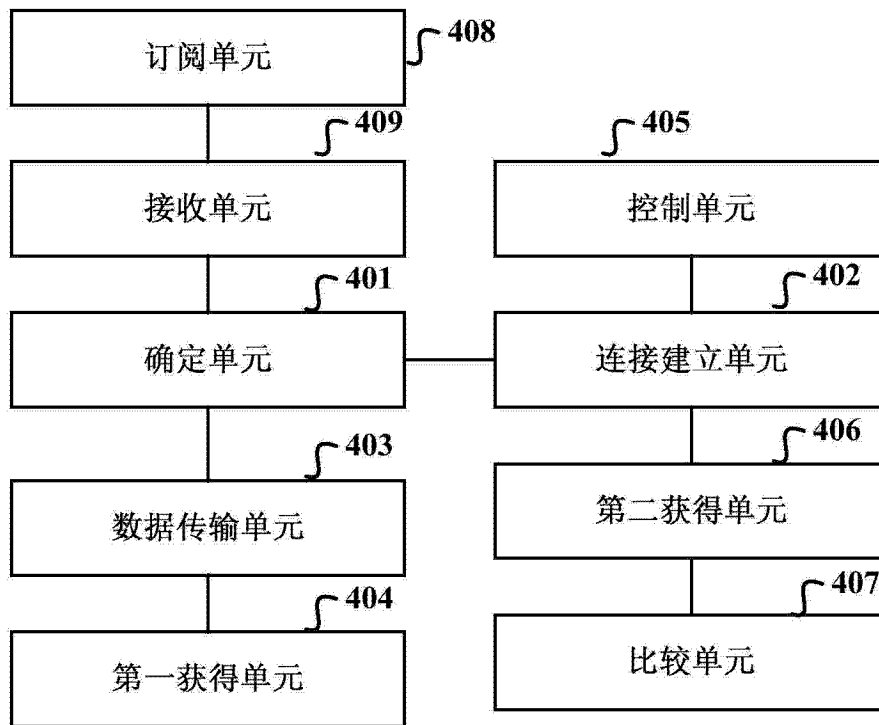 订阅单元
408
409
405
接收单元
控制单元
401
402
确定单元
连接建立单元
403
406
数据传输单元
第二获得单元
404
407
第一获得单元
比较单元